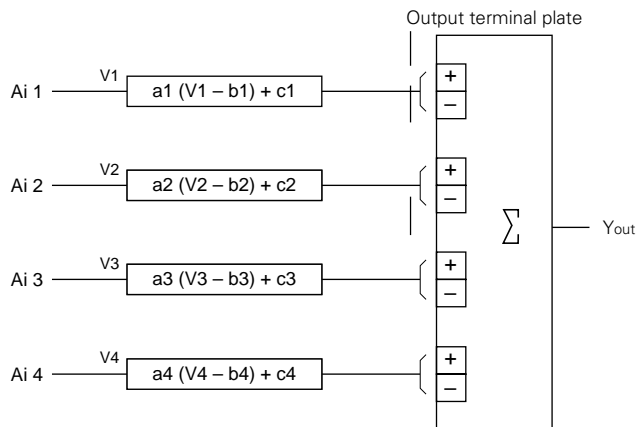 Output terminal plate
V1
Ai 1
a1 (V1 – b1) + c1
+
–
V2
Ai 2
a2 (V2 – b2) + c2
+
–
∑
Yout
V3
Ai 3
a3 (V3 – b3) + c3
+
–
V4
Ai 4
a4 (V4 – b4) + c4
+
–